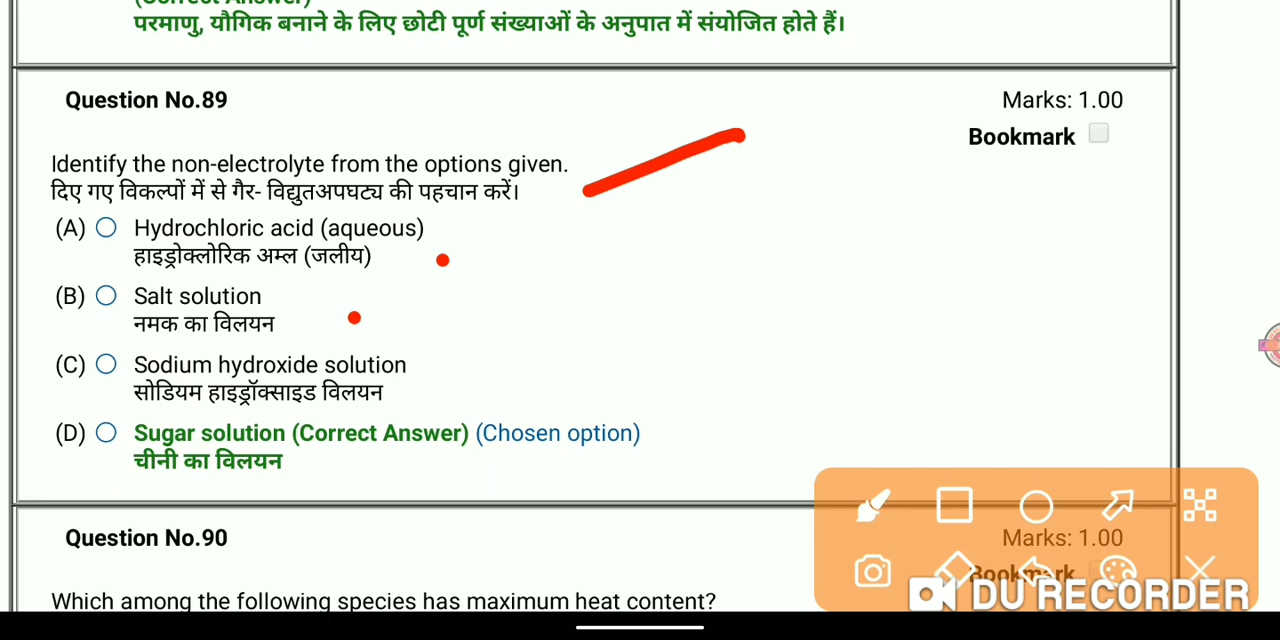 (Correct Answer)
परमाणु, यौगिक बनाने के लिए छोटी पूर्ण संख्याओं के अनुपात में संयोजित होते हैं।
Question No.89
Marks: 1.00
Bookmark
Identify the non-electrolyte from the options given.
दिए गए विकल्पों में से गैर- विद्युतअपघट्य की पहचान करें।
(A) Hydrochloric acid (aqueous)
हाइड्रोक्लोरिक अम्ल (जलीय)
(B) Salt solution
नमक का विलयन
(C) Sodium hydroxide solution
सोडियम हाइड्रॉक्साइड विलयन
(D) Sugar solution (Correct Answer) (Chosen option)
चीनी का विलयन
Question No.90
Marks: 1.00
Bookmark
DU RECORDER
Which among the following species has maximum heat content?